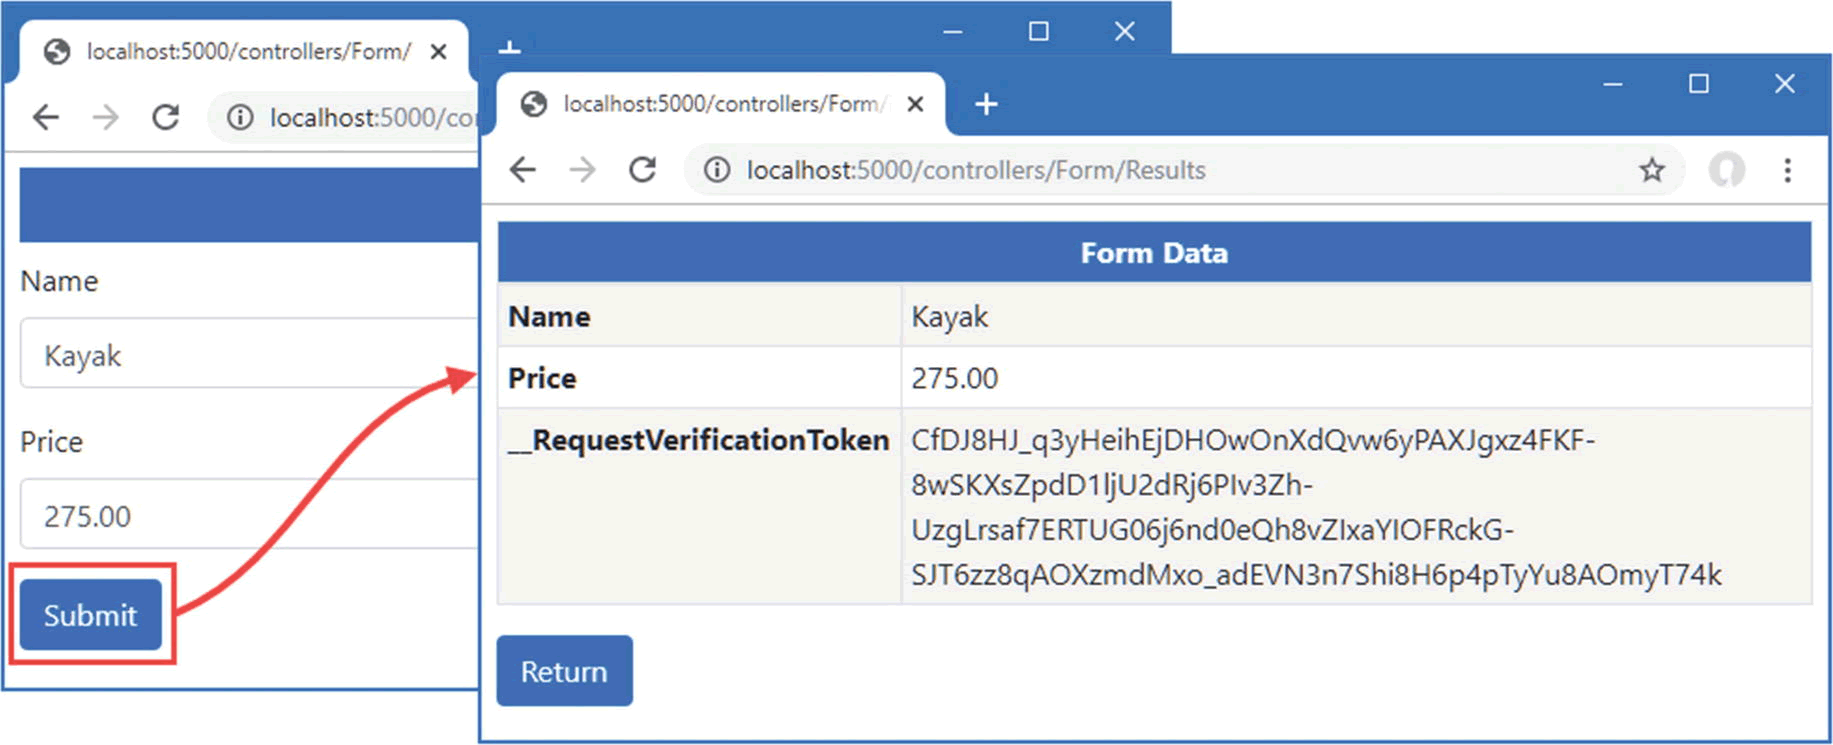 localhost:5000/controllers/Form/
localhost:5000/co
Name
Kayak
Price
275.00
Submit
localhost:5000/controllers/Form/
localhost:5000/controllers/Form/Results
Form Data
Name Kayak
Price 275.00
__RequestVerificationToken CfDJ8HJ_q3yHeihEjDHOwOnXdQvw6yPAXJgxz4FKF-
8wSKXsZpdD1ljU2dRj6PIv3Zh-
UzgLrsaf7ERTUG06j6nd0eQh8vZIxaYIOFRckG-
SJT6zz8qAOXzmdMxo_adEVN3n7Shi8H6p4pTyYu8AOmyT74k
Return